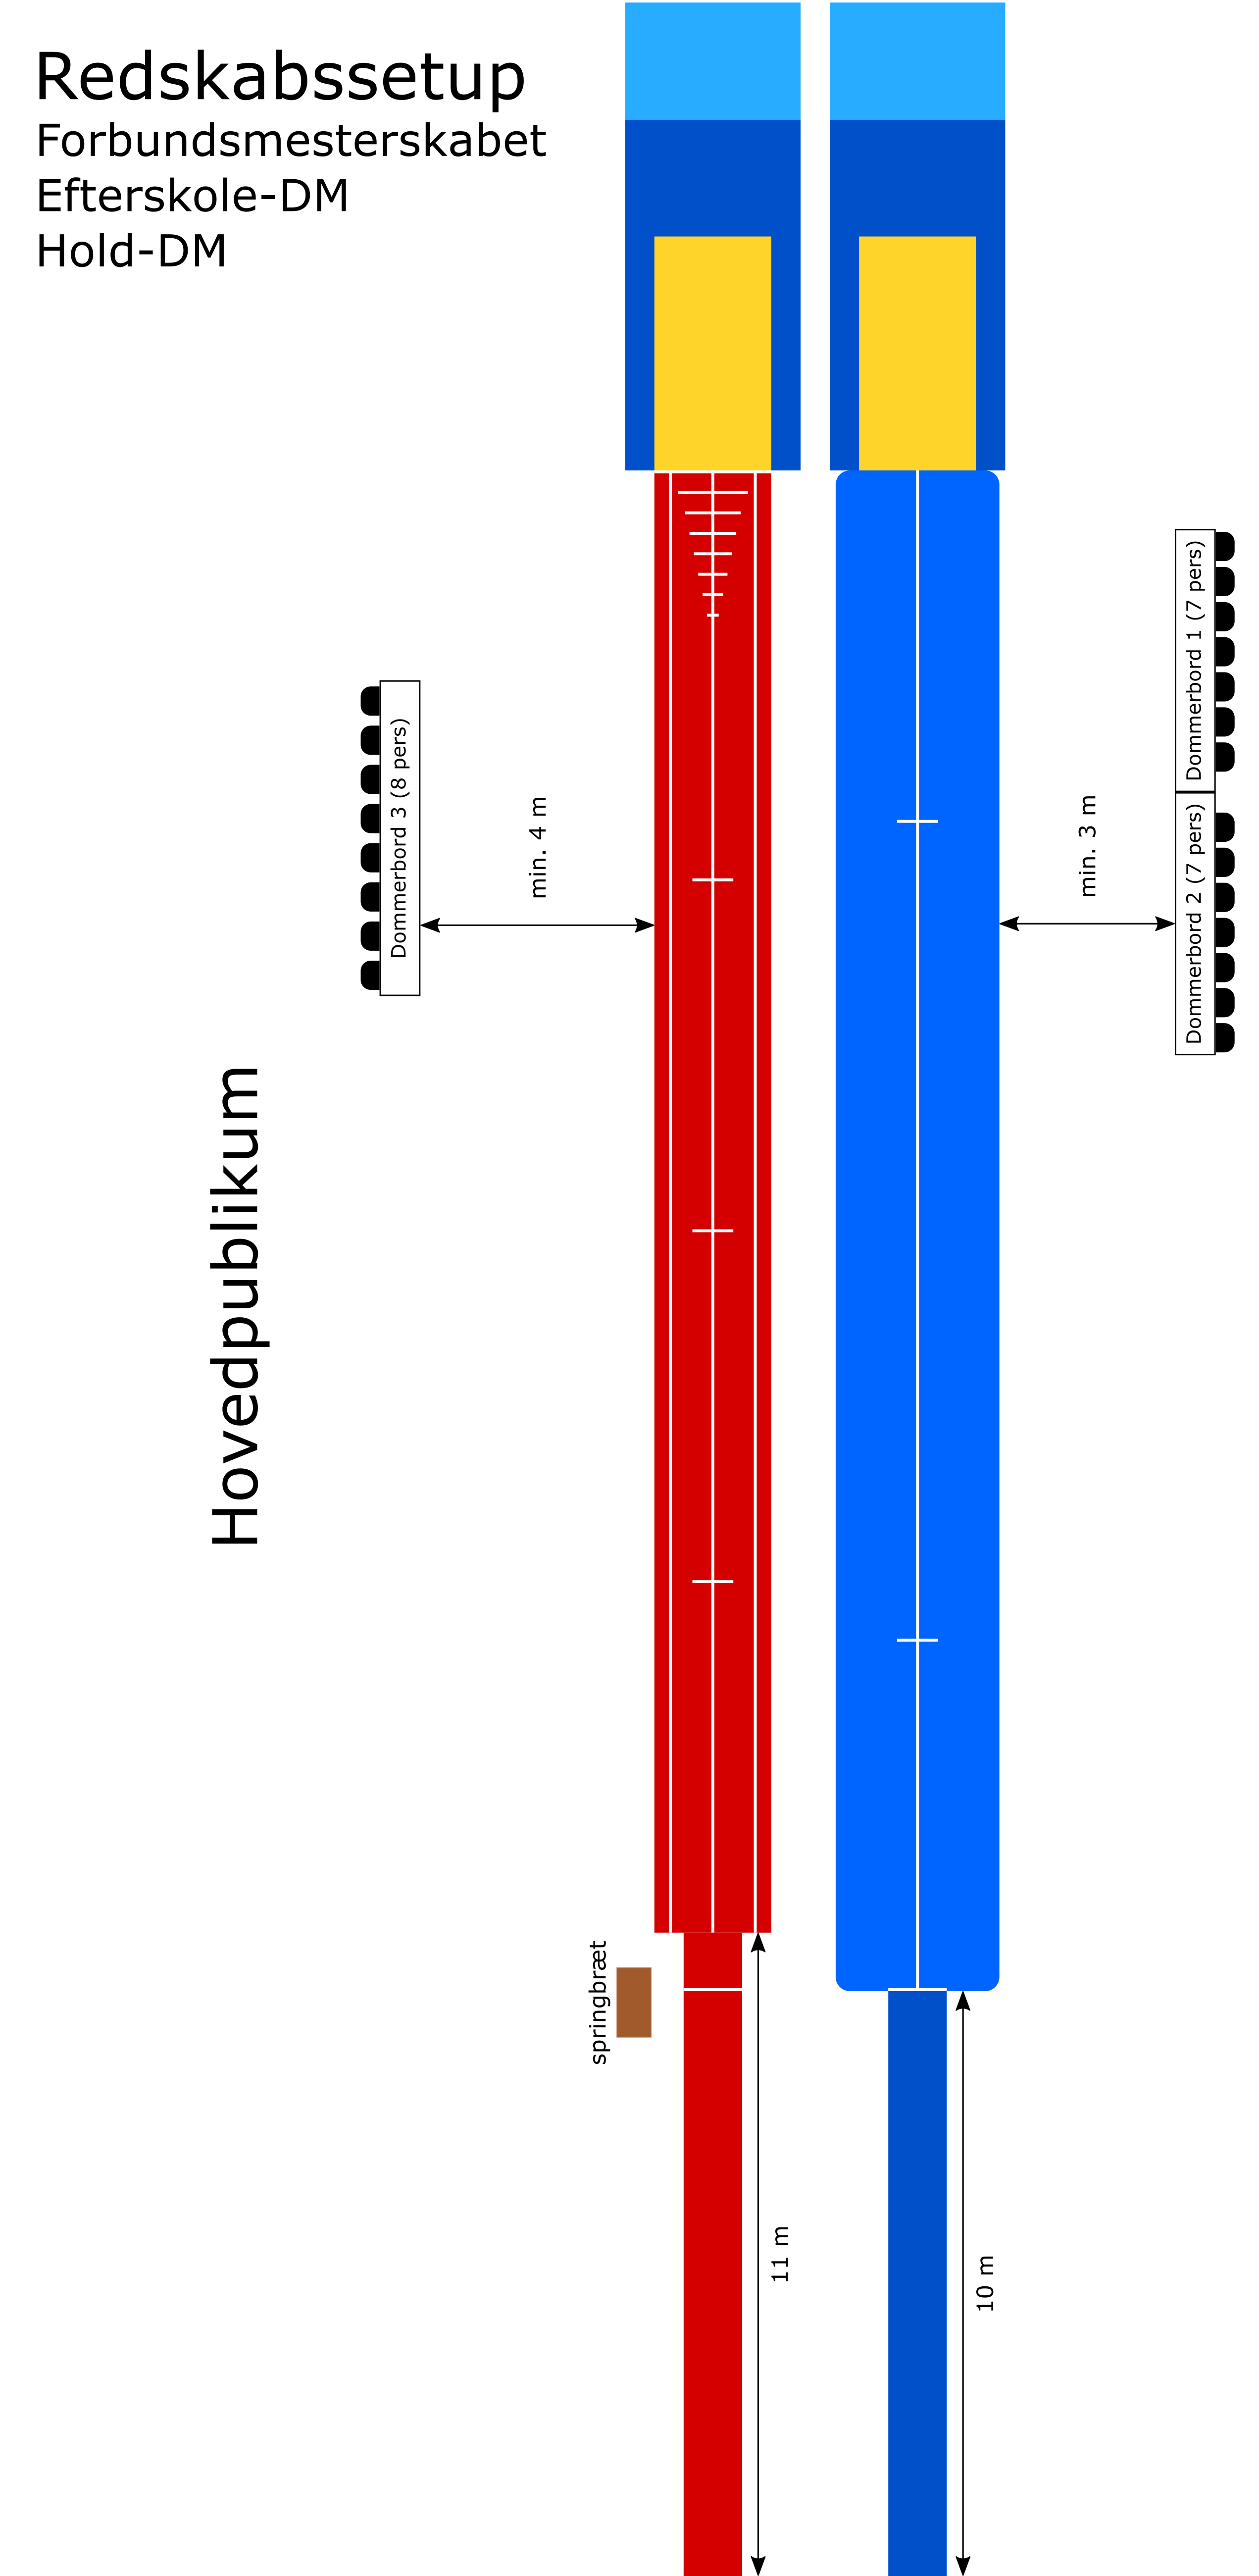 Redskabssetup
Forbundsmesterskabet
Efterskole-DM
Hold-DM
Dommerbord 1 (7 pers)
Dommerbord 3 (8 pers)
min. 4 m
min. 3 m
Dommerbord 2 (7 pers)
Hovedpublikum
springbræt
11 m
10 m